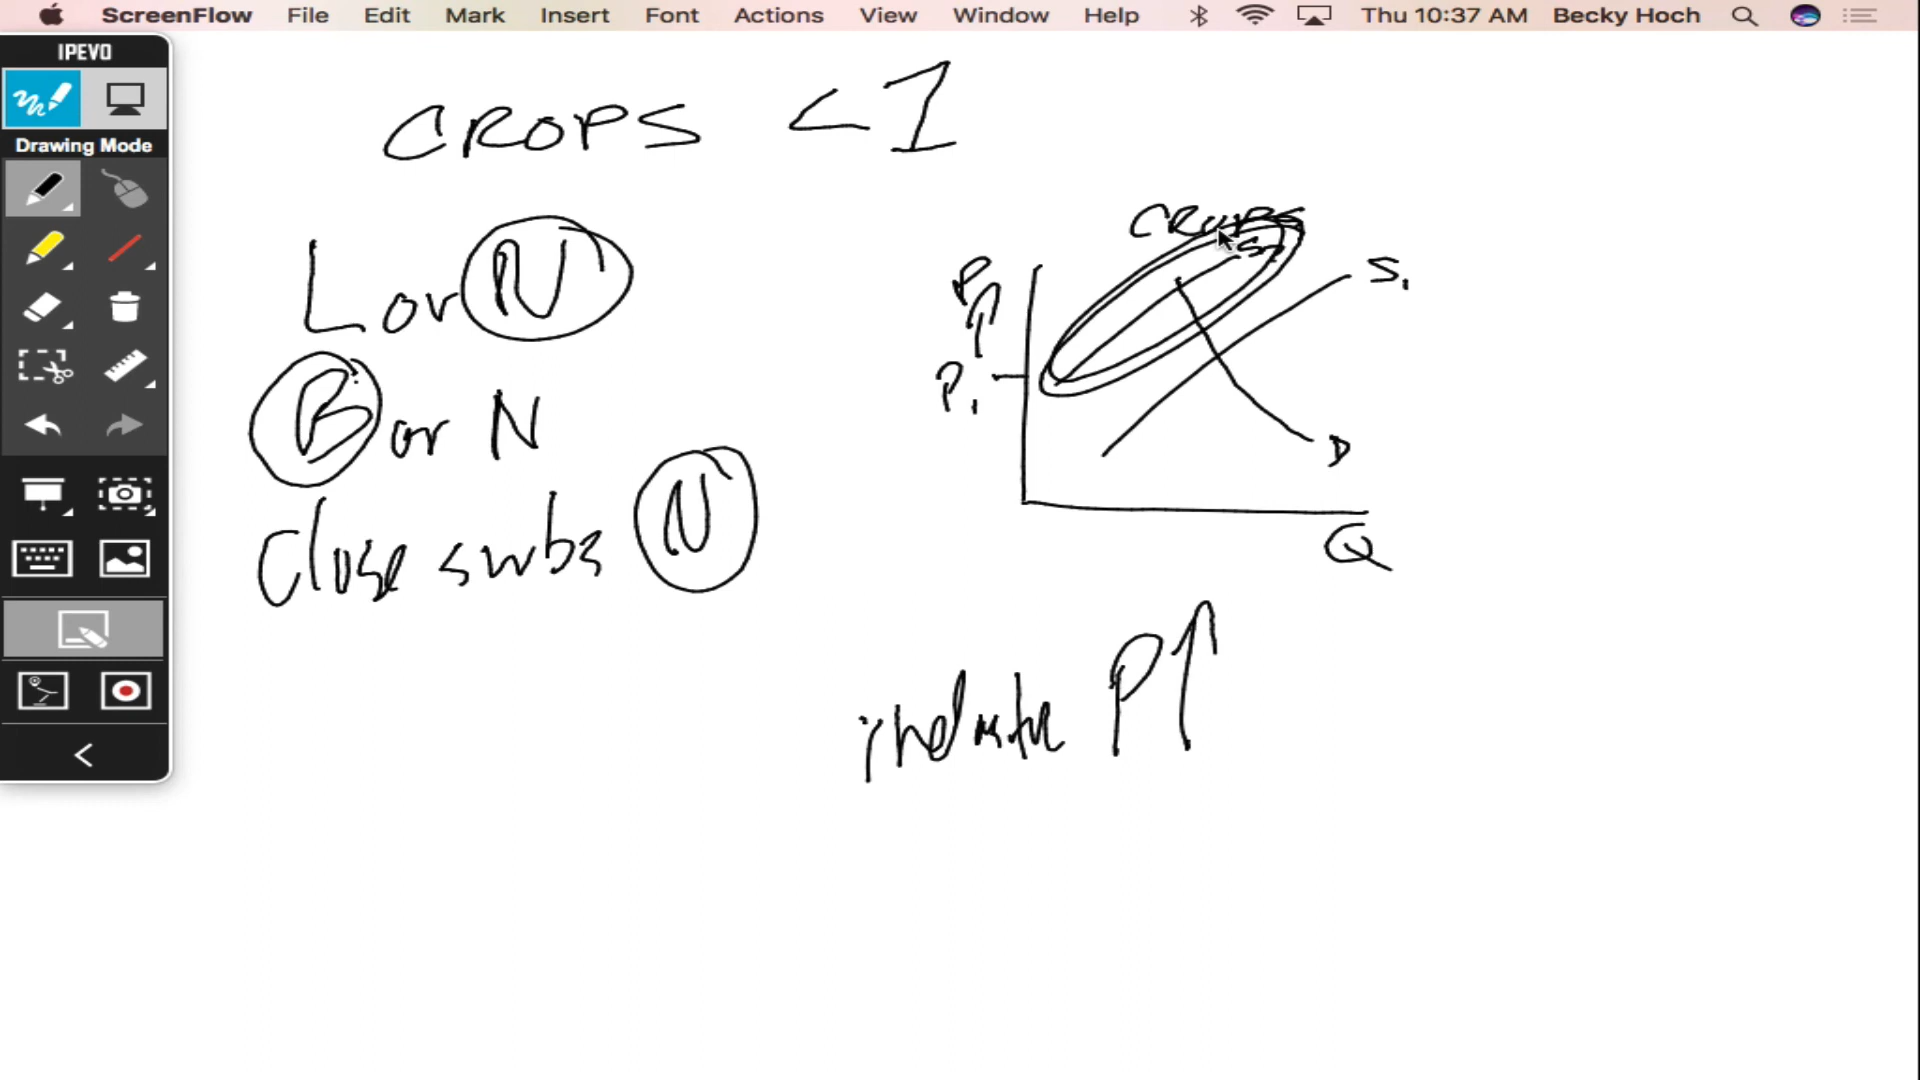 ScreenFlow File Edit Mark Insert Font Actions View Window Help Thu 10:37 AM Becky Hoch
IPEVO
Drawing Mode
CROPS < 1
L or N
B or N
Close subs N
CROPS
S
S1
P
P1
D
Q
P↑